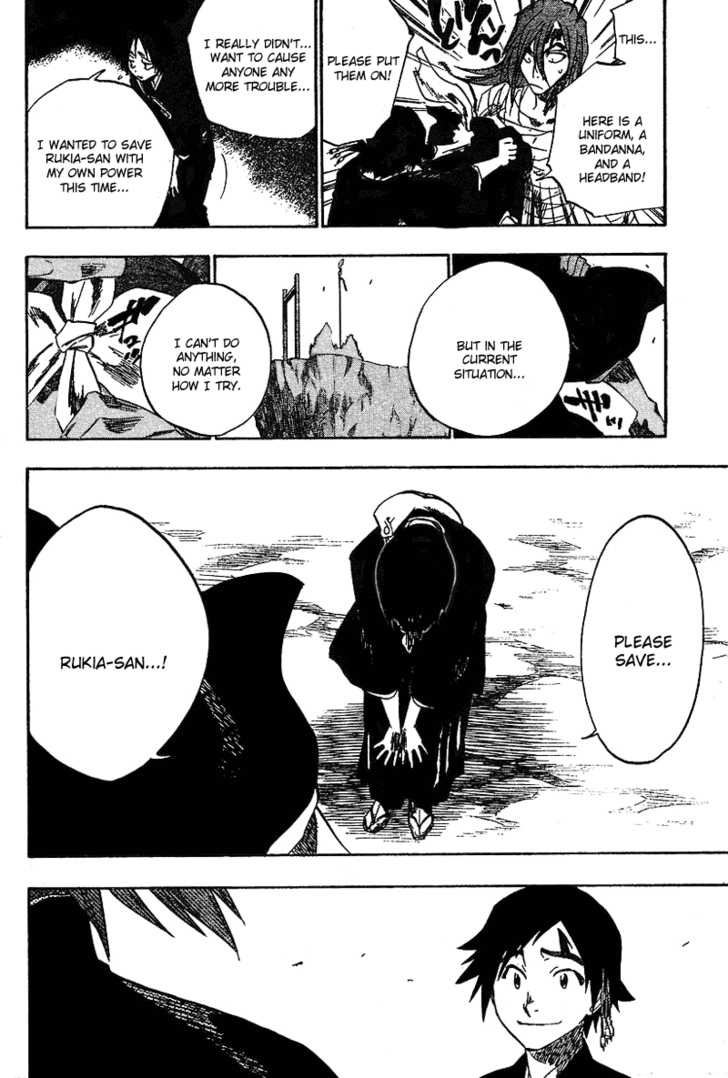 THIS...
HERE IS A
UNIFORM, A
BANDANNA,
AND A
HEADBAND!
PLEASE PUT
THEM ON!
I REALLY DIDN'T...
WANT TO CAUSE
ANYONE ANY
MORE TROUBLE...
I WANTED TO SAVE
RUKIA-SAN WITH
MY OWN POWER
THIS TIME...
BUT IN THE
CURRENT
SITUATION...
I CAN'T DO
ANYTHING,
NO MATTER
HOW I TRY.
PLEASE
SAVE...
RUKIA-SAN...!